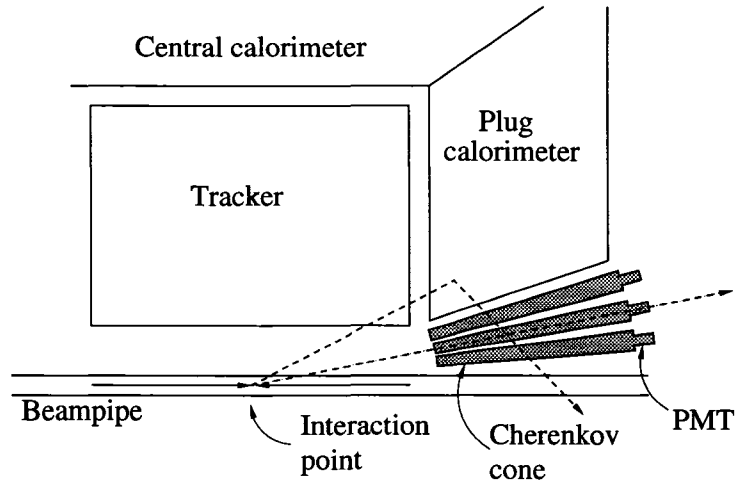 Central calorimeter
Plug
calorimeter
Tracker
Beampipe
Interaction
point
Cherenkov
cone
PMT